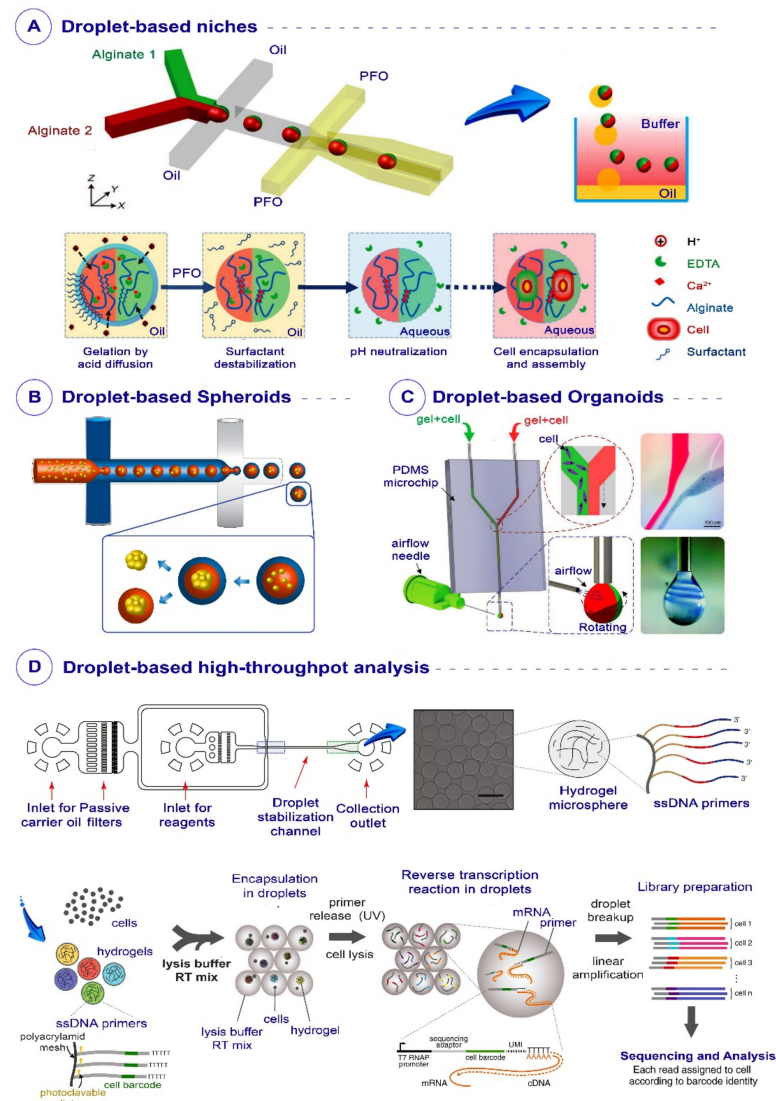 A Droplet-based niches
Alginate 1
Oil
PFO
Alginate 2
Oil
PFO
Z
Y
X
Buffer
Oil
Oil
Gelation by
acid diffusion
PFO
Oil
Surfactant
destabilization
Aqueous
pH neutralization
Aqueous
Cell encapsulation
and assembly
H+
EDTA
Ca2+
Alginate
Cell
Surfactant
B Droplet-based Spheroids
C Droplet-based Organoids
gel+cell
gel+cell
cell
PDMS
microchip
airflow
needle
airflow
Rotating
D Droplet-based high-throughpot analysis
Inlet for
carrier oil
Passive
filters
Inlet for
reagents
Droplet
stabilization
channel
Collection
outlet
Hydrogel
microsphere
3'
3'
3'
3'
3'
ssDNA primers
cells
hydrogels
ssDNA primers
polyacrylamid
mesh
TTTTT
TTTTT
TTTTT
cell barcode
photoclavable
lysis buffer
RT mix
Encapsulation
in droplets
lysis buffer
RT mix
cells
hydrogel
primer
release (UV)
cell lysis
Reverse transcription
reaction in droplets
mRNA
primer
sequencing
adaptor
UMI
TTTTT
AAAAA
T7 RNAP
promoter
cell barcode
mRNA
cDNA
droplet
breakup
linear
amplification
Library preparation
cell 1
cell 2
cell 3
⋮
cell n
Sequencing and Analysis
Each read assigned to cell
according to barcode identity